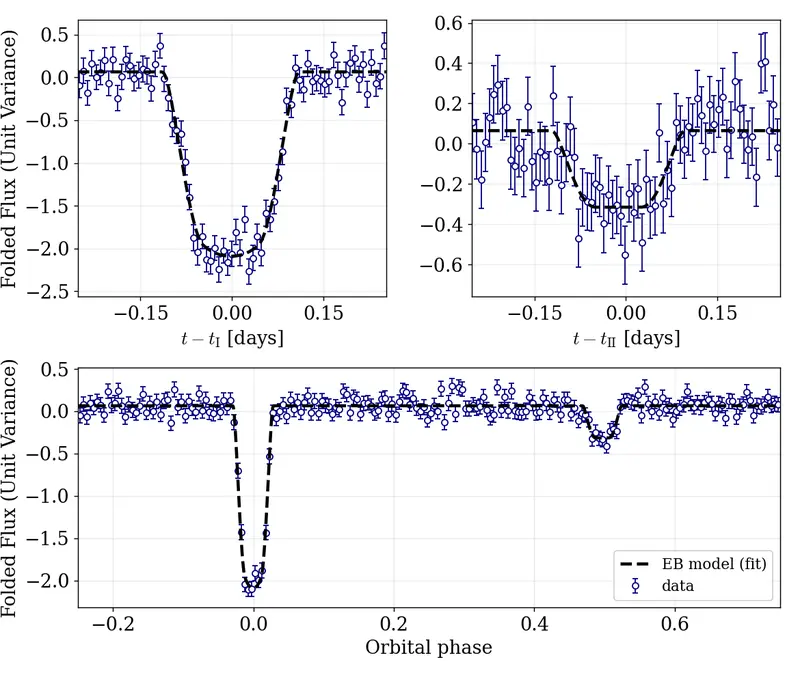 Folded Flux (Unit Variance)
0.5
0.0
−0.5
−1.0
−1.5
−2.0
−2.5
−0.15 0.00 0.15
t − tI [days]
0.6
0.4
0.2
0.0
−0.2
−0.4
−0.6
−0.15 0.00 0.15
t − tII [days]
Folded Flux (Unit Variance)
0.5
0.0
−0.5
−1.0
−1.5
−2.0
EB model (fit)
data
−0.2 0.0 0.2 0.4 0.6
Orbital phase